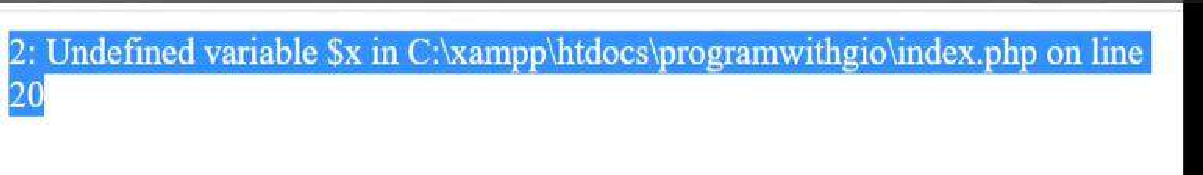 2: Undefined variable $x in C:\xampp\htdocs\programwithgio\index.php on line
20